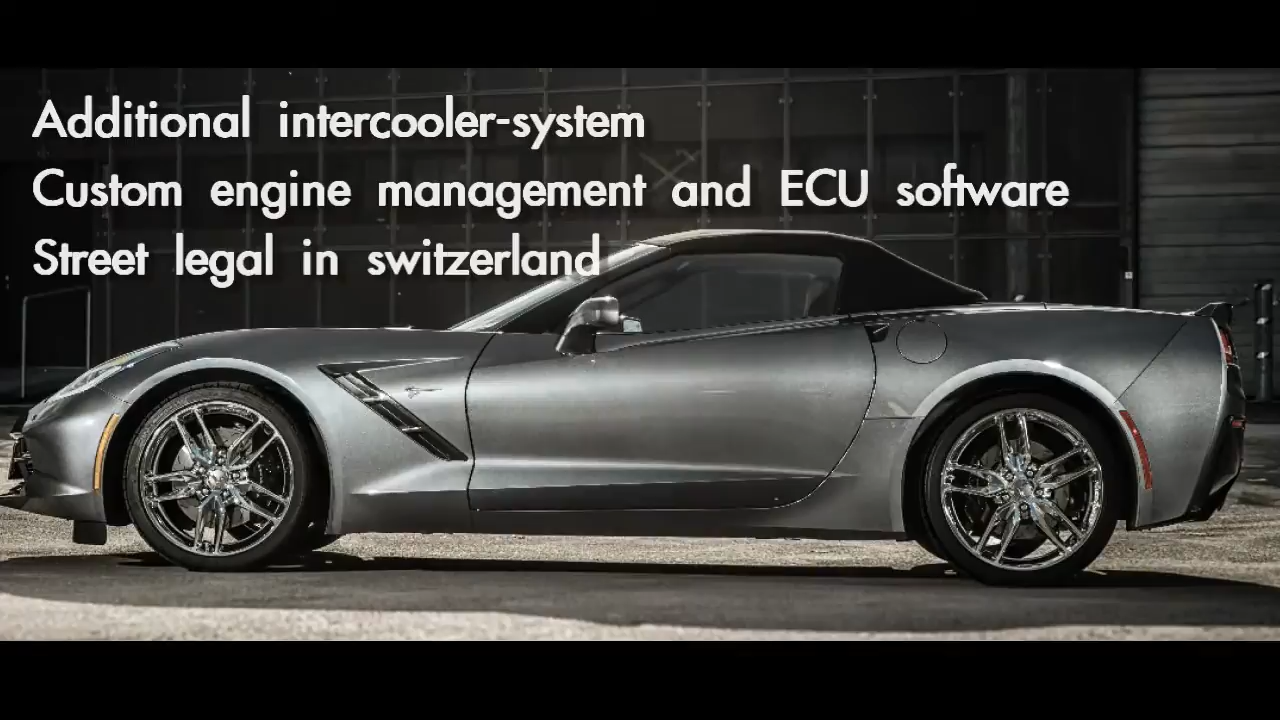 Additional intercooler-system
Custom engine management and ECU software
Street legal in switzerland